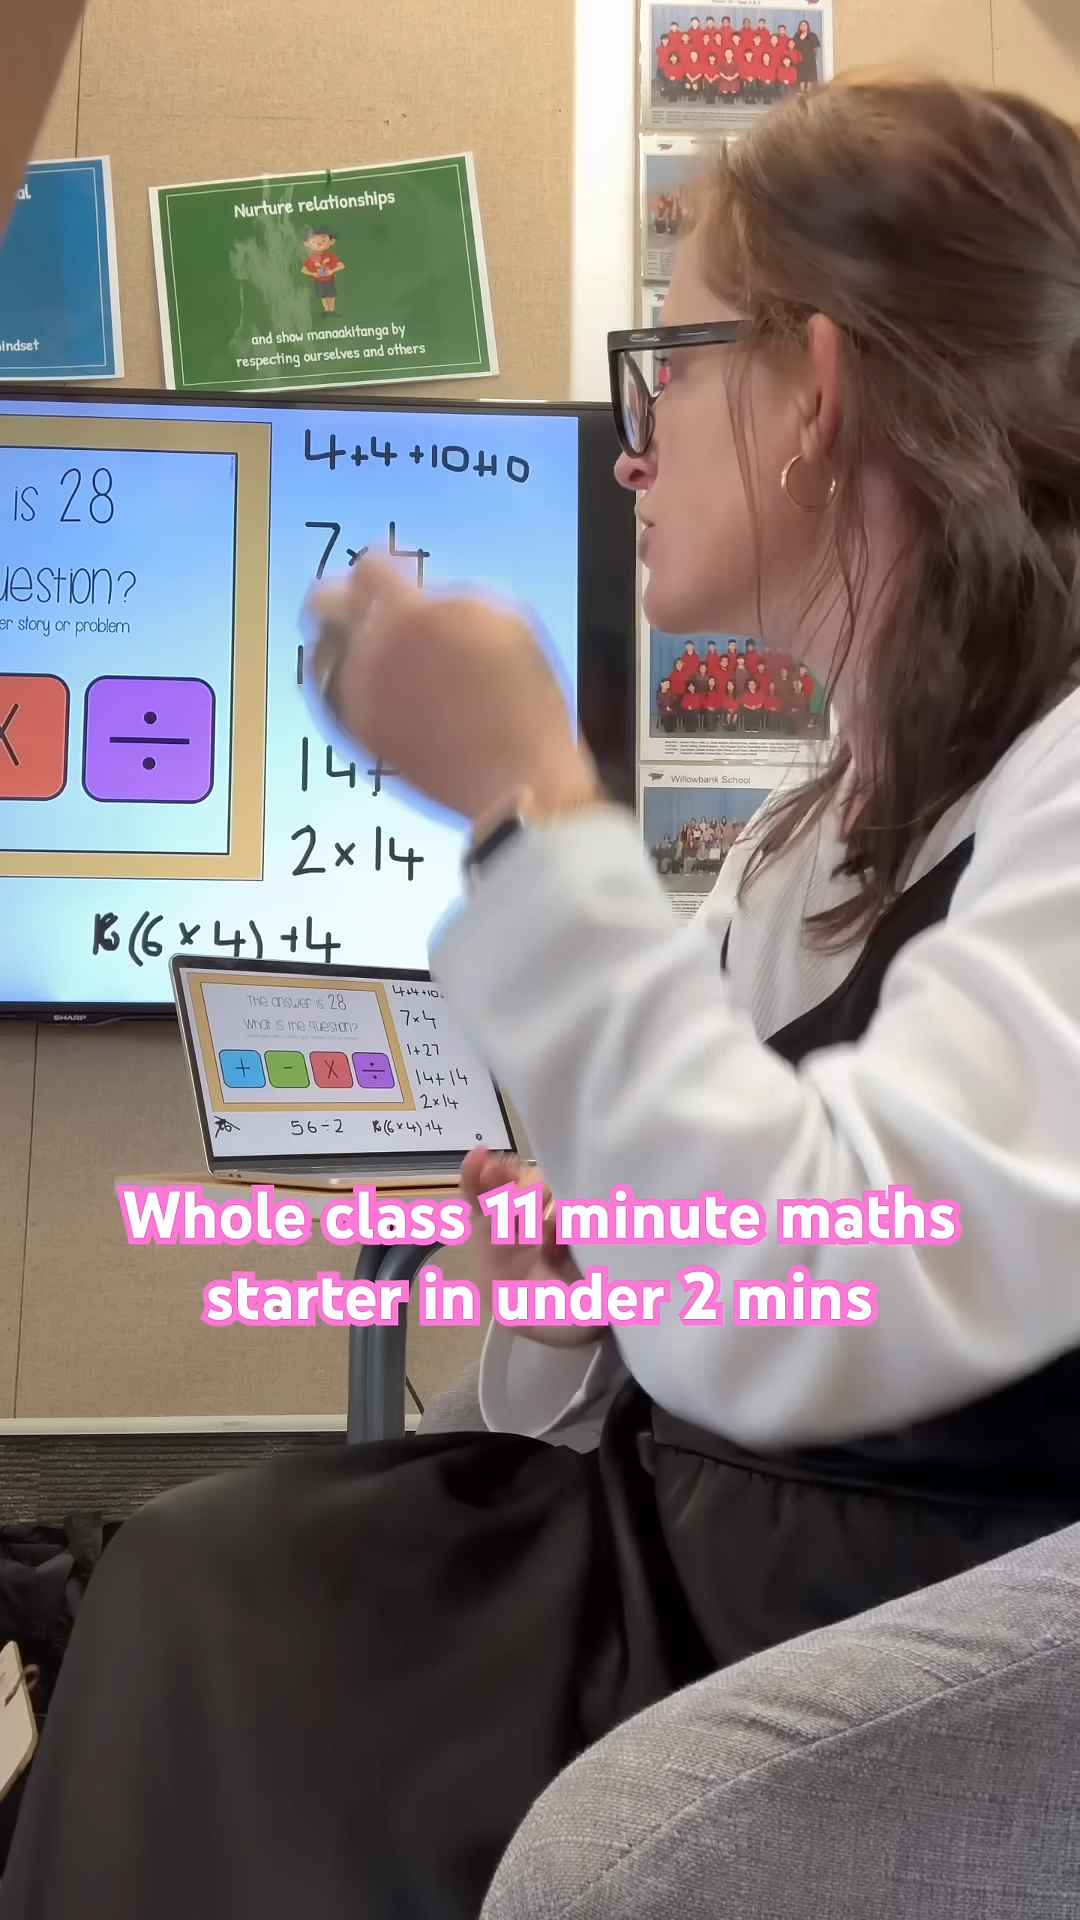 Nurture relationships
and show manaakitanga by
respecting ourselves and others
al
indset
is 28
uestion?
er story or problem
X
÷
4+4+10+10
7×4
1
14+
2×14
(6×4)+4
SHARP
The answer is 28
What is the question?
+ - X ÷
4+4+10
7×4
1+27
14+14
2×14
56÷2
(6×4)+4
Willowbank School
Whole class 11 minute maths
starter in under 2 mins